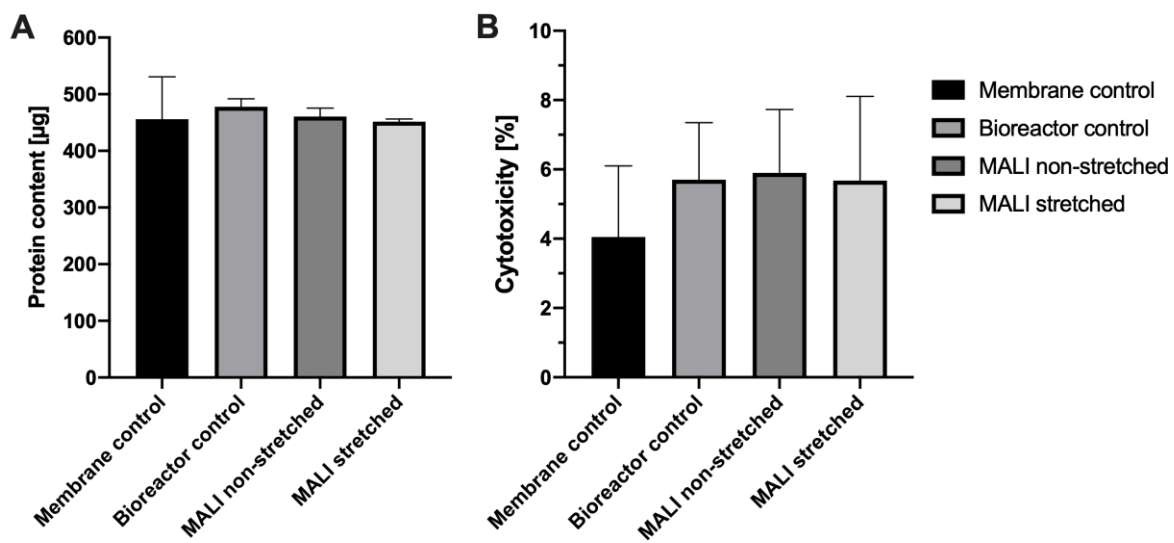 A
Protein content [µg]
600
500
400
300
200
100
0
Membrane control
Bioreactor control
MALI non-stretched
MALI stretched
B
Cytotoxicity [%]
10
8
6
4
2
0
Membrane control
Bioreactor control
MALI non-stretched
MALI stretched
Membrane control
Bioreactor control
MALI non-stretched
MALI stretched